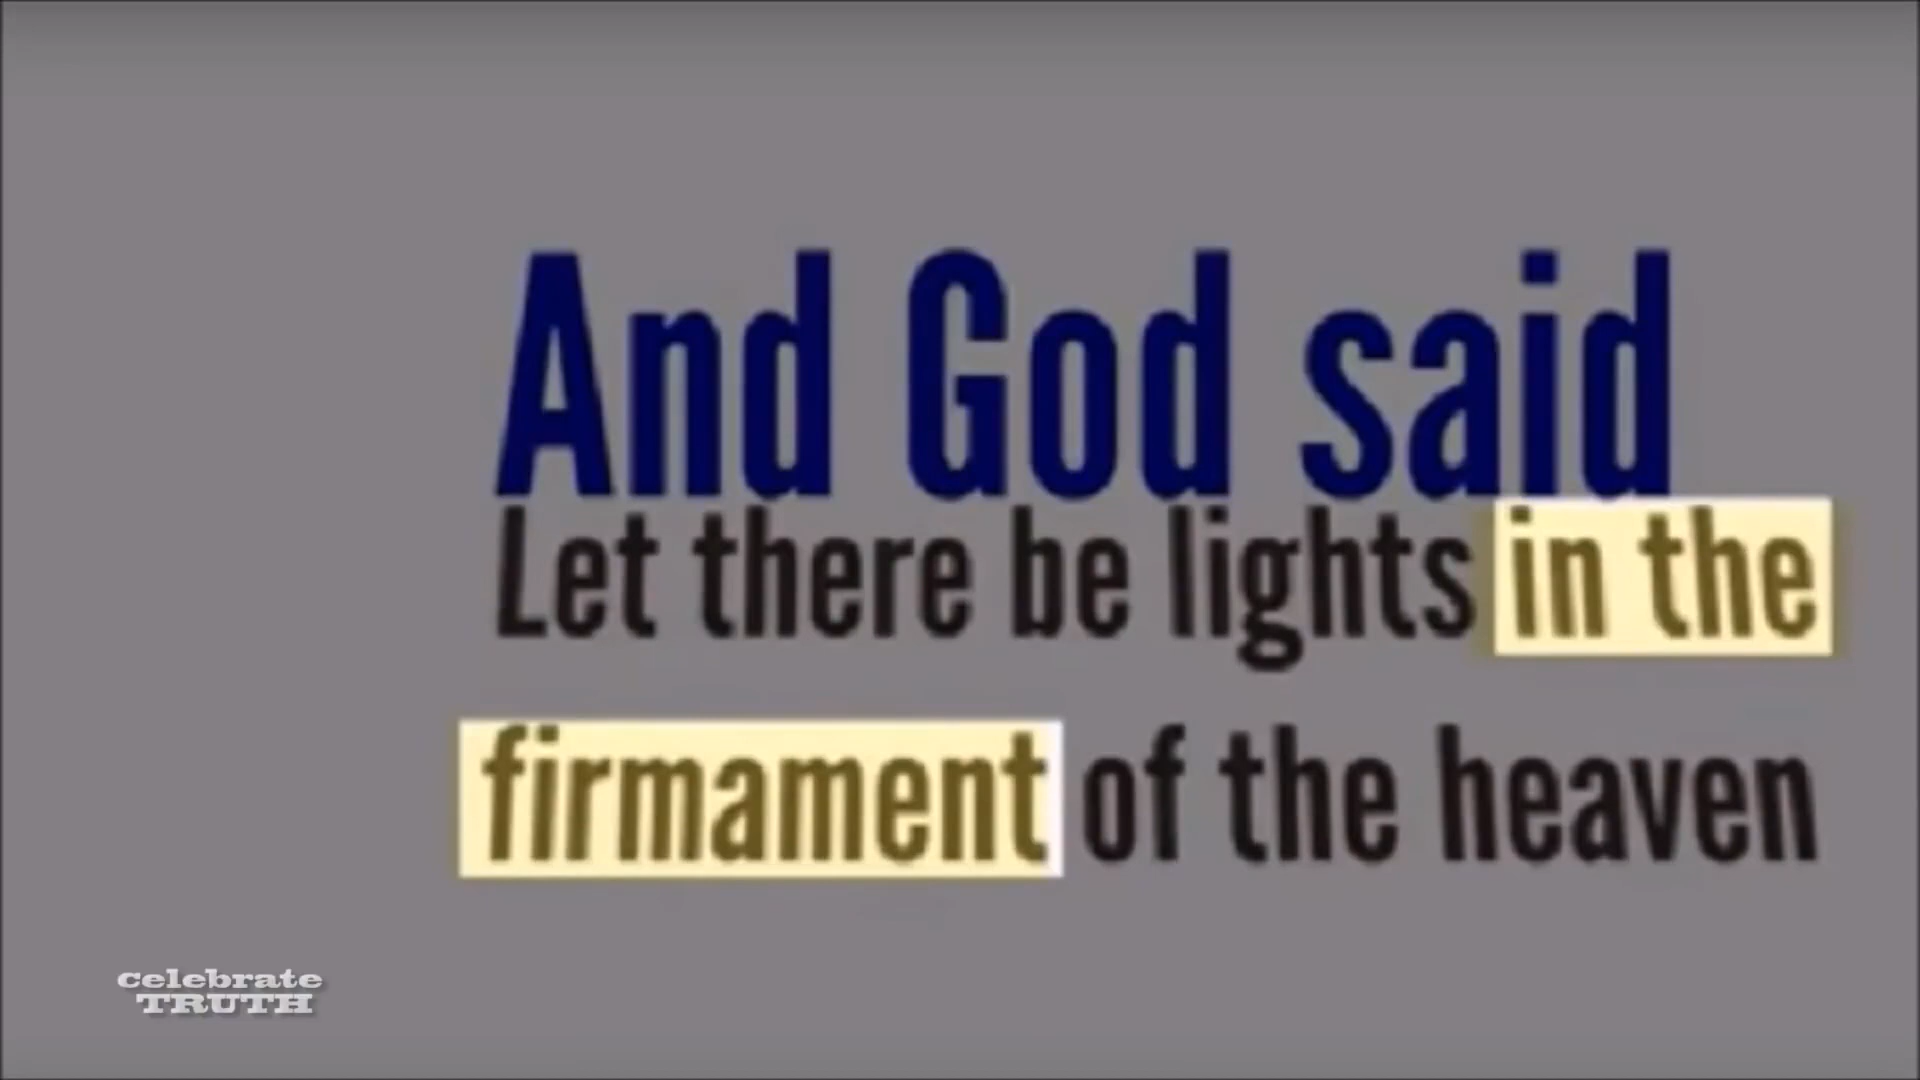 And God said
Let there be lights in the
firmament of the heaven
celebrate
TRUTH